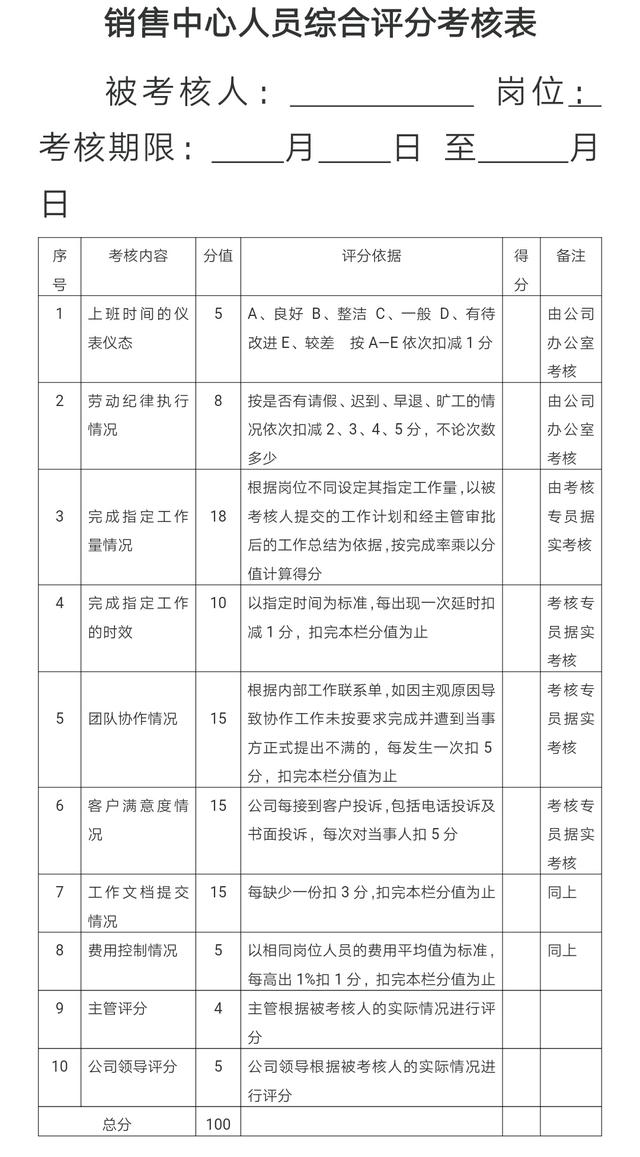 销售中心人员综合评分考核表
被考核人：__________ 岗位：
考核期限：____月____日 至_____月
日
序号 考核内容 分值 评分依据 得分 备注
1 上班时间的仪表仪态 5 A、良好 B、整洁 C、一般 D、有待改进 E、较差 按 A—E 依次扣减 1 分 由公司办公室考核
2 劳动纪律执行情况 8 按是否有请假、迟到、早退、旷工的情况依次扣减 2、3、4、5 分，不论次数多少 由公司办公室考核
3 完成指定工作量情况 18 根据岗位不同设定其指定工作量,以被考核人提交的工作计划和经主管审批后的工作总结为依据,按完成率乘以分值计算得分 由考核专员据实考核
4 完成指定工作的时效 10 以指定时间为标准,每出现一次延时扣减 1 分，扣完本栏分值为止 考核专员据实考核
5 团队协作情况 15 根据内部工作联系单,如因主观原因导致协作工作未按要求完成并遭到当事方正式提出不满的，每发生一次扣 5 分，扣完本栏分值为止 考核专员据实考核
6 客户满意度情况 15 公司每接到客户投诉,包括电话投诉及书面投诉，每次对当事人扣 5 分 考核专员据实考核
7 工作文档提交情况 15 每缺少一份扣 3 分,扣完本栏分值为止 同上
8 费用控制情况 5 以相同岗位人员的费用平均值为标准，每高出 1%扣 1 分，扣完本栏分值为止 同上
9 主管评分 4 主管根据被考核人的实际情况进行评分
10 公司领导评分 5 公司领导根据被考核人的实际情况进行评分
总分 100